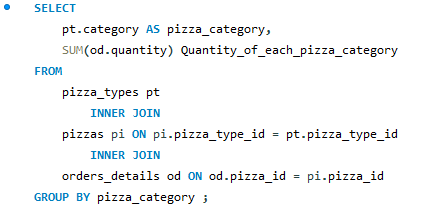 SELECT
pt.category AS pizza_category,
SUM(od.quantity) Quantity_of_each_pizza_category
FROM
pizza_types pt
INNER JOIN
pizzas pi ON pi.pizza_type_id = pt.pizza_type_id
INNER JOIN
orders_details od ON od.pizza_id = pi.pizza_id
GROUP BY pizza_category ;